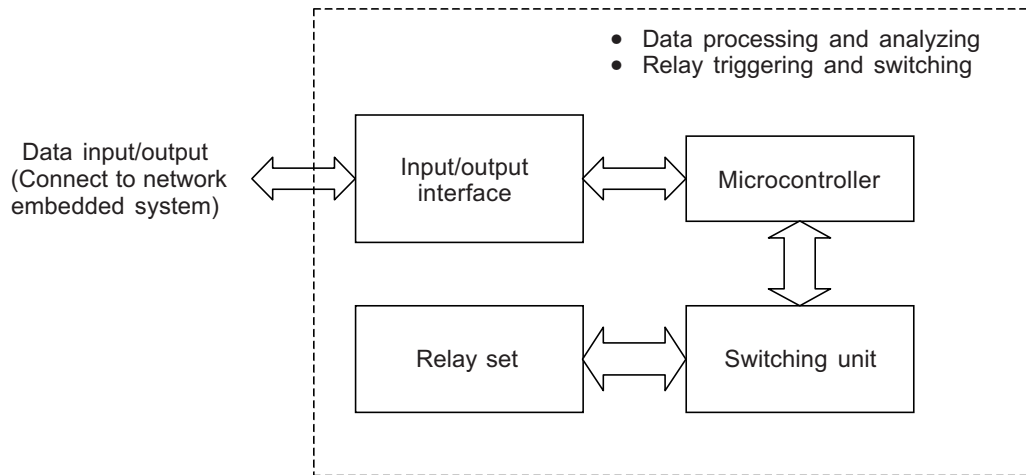 ● Data processing and analyzing
● Relay triggering and switching
Data input/output
(Connect to network
embedded system)
Input/output
interface
Microcontroller
Relay set
Switching unit